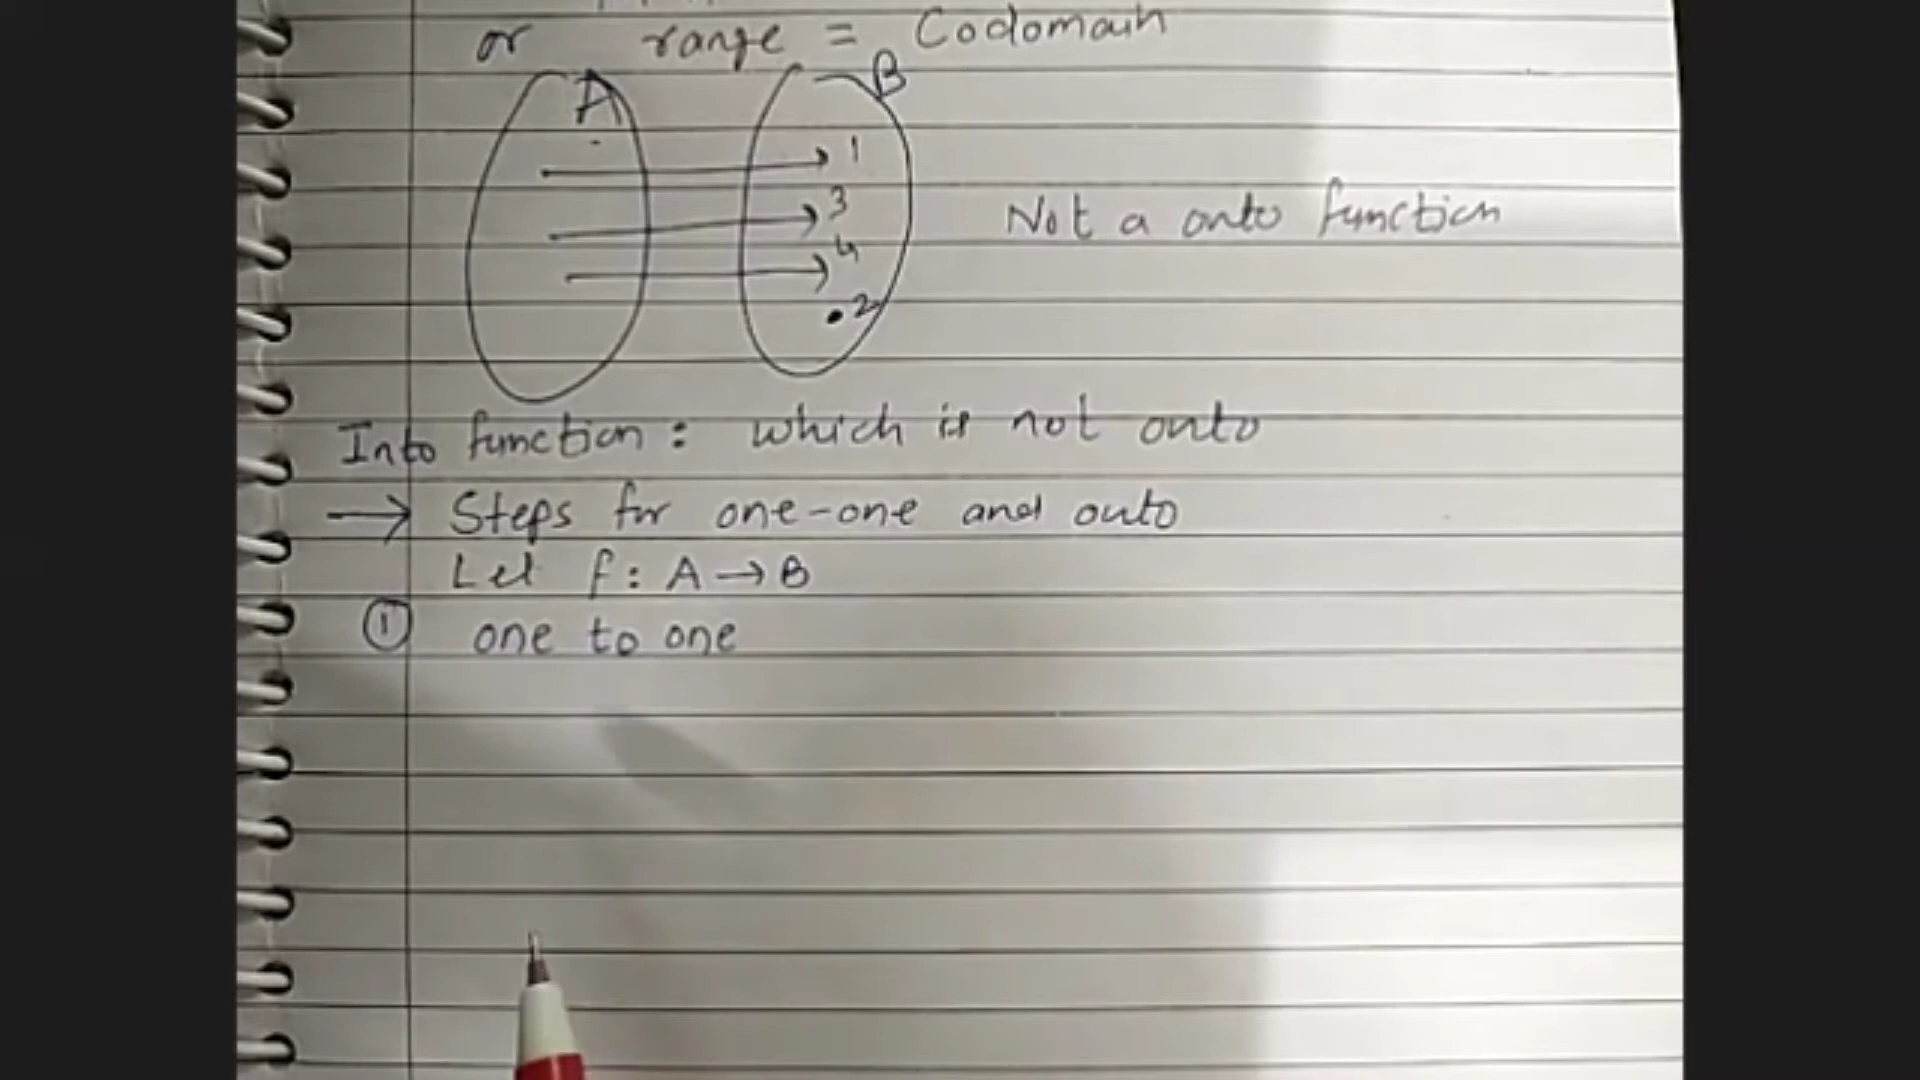 or range = Codomain
A B
1
3
Not a onto function
4
2
Into function : which is not onto
→ Steps for one-one and onto
Let f : A → B
① one to one